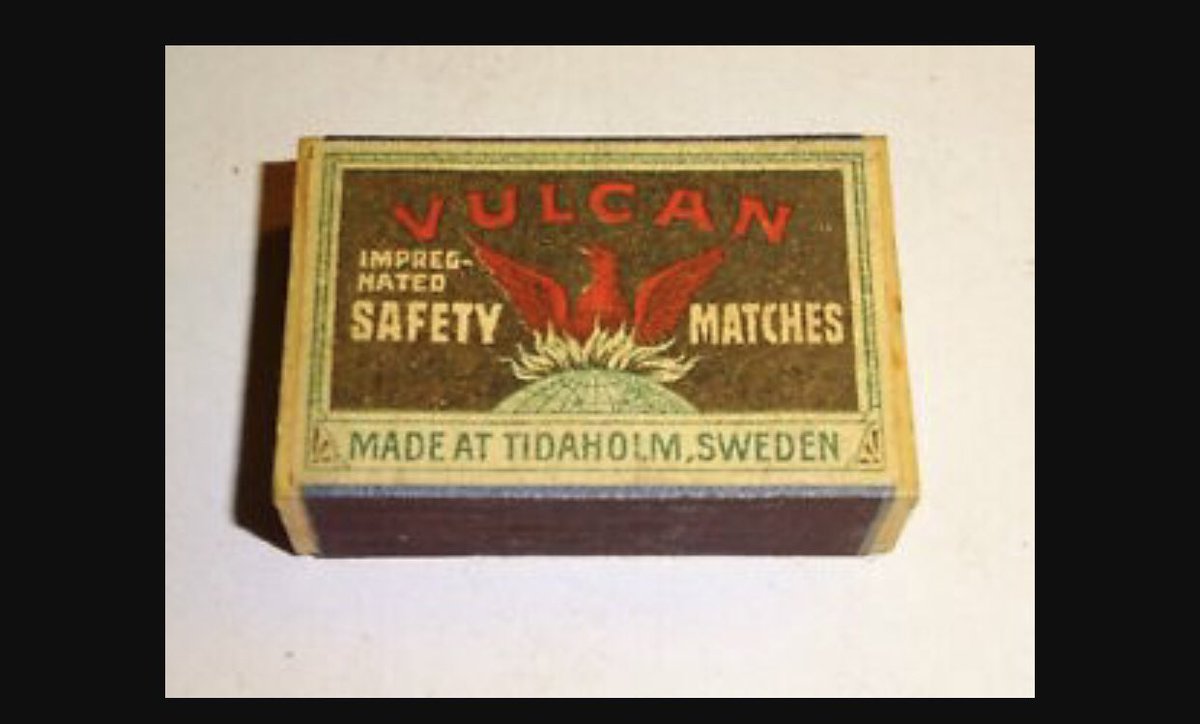 VULCAN
IMPREG-
NATED
SAFETY MATCHES
MADE AT TIDAHOLM, SWEDEN